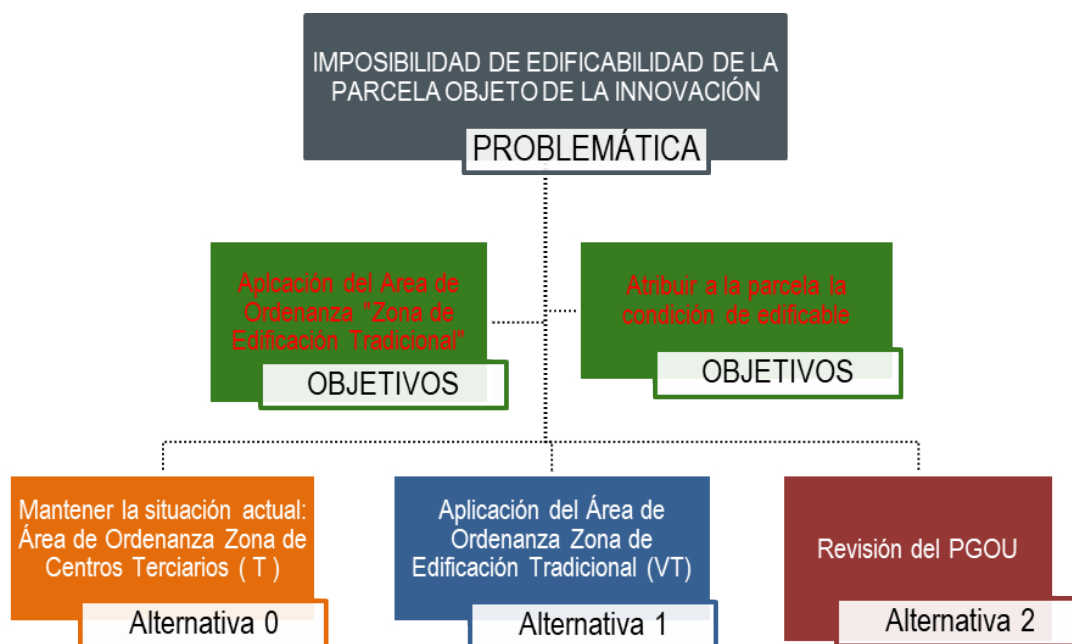 IMPOSIBILIDAD DE EDIFICABILIDAD DE LA
PARCELA OBJETO DE LA INNOVACIÓN
PROBLEMÁTICA
Aplcación del Area de
Ordenanza "Zona de
Edificación Tradicional"
OBJETIVOS
Atribuir a la parcela la
condición de edificable
OBJETIVOS
Mantener la situación actual:
Área de Ordenanza Zona de
Centros Terciarios ( T )
Alternativa 0
Aplicación del Área de
Ordenanza Zona de
Edificación Tradicional (VT)
Alternativa 1
Revisión del PGOU
Alternativa 2